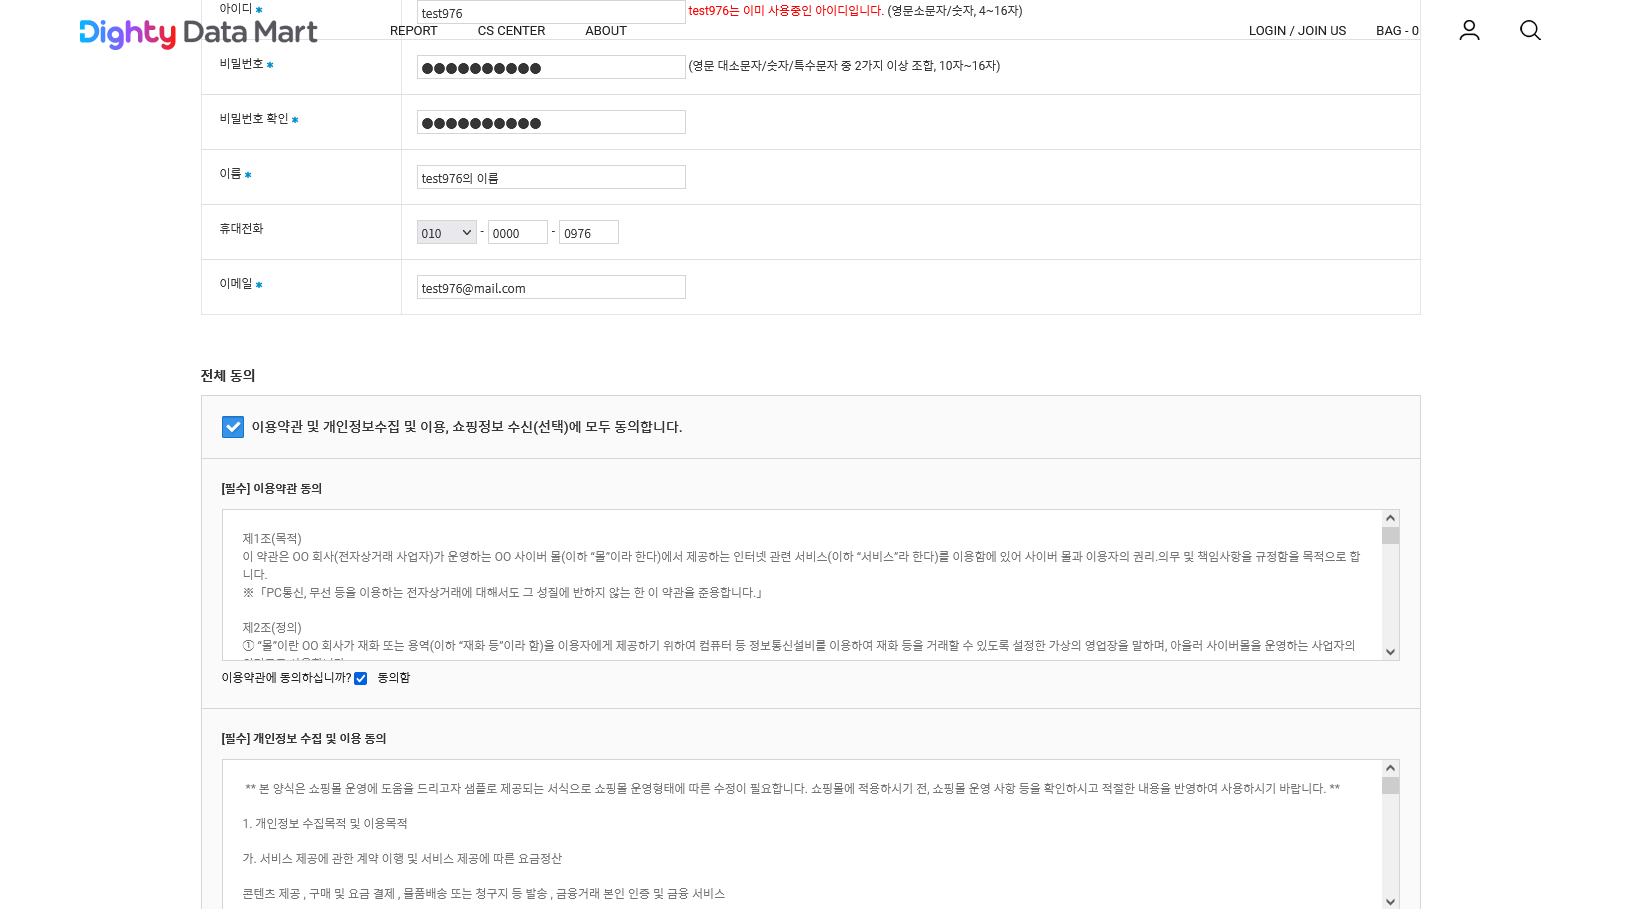 아이디 *
test976
test976는 이미 사용중인 아이디입니다. (영문소문자/숫자, 4~16자)
Dighty Data Mart
REPORT
CS CENTER
ABOUT
LOGIN / JOIN US
BAG - 0
비밀번호 *
●●●●●●●●●●
(영문 대소문자/숫자/특수문자 중 2가지 이상 조합, 10자~16자)
비밀번호 확인 *
●●●●●●●●●●
이름 *
test976의 이름
휴대전화
010 - 0000 - 0976
이메일 *
test976@mail.com
전체 동의
이용약관 및 개인정보수집 및 이용, 쇼핑정보 수신(선택)에 모두 동의합니다.
[필수] 이용약관 동의
제1조(목적)
이 약관은 OO 회사(전자상거래 사업자)가 운영하는 OO 사이버 몰(이하 “몰”이라 한다)에서 제공하는 인터넷 관련 서비스(이하 “서비스”라 한다)를 이용함에 있어 사이버 몰과 이용자의 권리.의무 및 책임사항을 규정함을 목적으로 합
니다.
※「PC통신, 무선 등을 이용하는 전자상거래에 대해서도 그 성질에 반하지 않는 한 이 약관을 준용합니다.」
제2조(정의)
① “몰”이란 OO 회사가 재화 또는 용역(이하 “재화 등”이라 함)을 이용자에게 제공하기 위하여 컴퓨터 등 정보통신설비를 이용하여 재화 등을 거래할 수 있도록 설정한 가상의 영업장을 말하며, 아울러 사이버몰을 운영하는 사업자의
이용약관에 동의하십니까? 동의함
[필수] 개인정보 수집 및 이용 동의
** 본 양식은 쇼핑몰 운영에 도움을 드리고자 샘플로 제공되는 서식으로 쇼핑몰 운영형태에 따른 수정이 필요합니다. 쇼핑몰에 적용하시기 전, 쇼핑몰 운영 사항 등을 확인하시고 적절한 내용을 반영하여 사용하시기 바랍니다. **
1. 개인정보 수집목적 및 이용목적
가. 서비스 제공에 관한 계약 이행 및 서비스 제공에 따른 요금정산
콘텐츠 제공 , 구매 및 요금 결제 , 물품배송 또는 청구지 등 발송 , 금융거래 본인 인증 및 금융 서비스